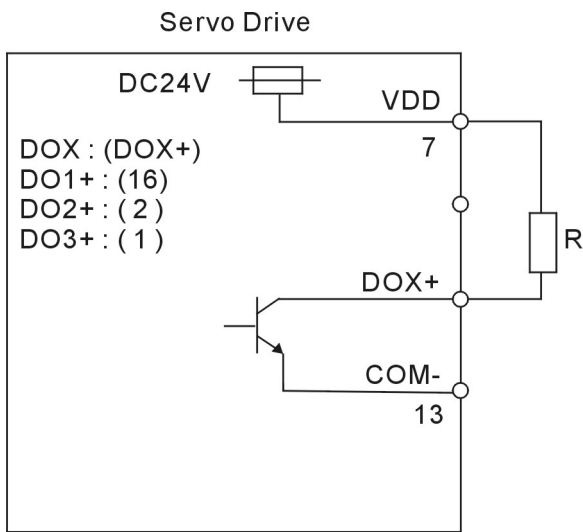 Servo Drive
DC24V
VDD
7
DOX : (DOX+)
DO1+ : (16)
DO2+ : ( 2 )
DO3+ : ( 1 )
R
DOX+
COM-
13